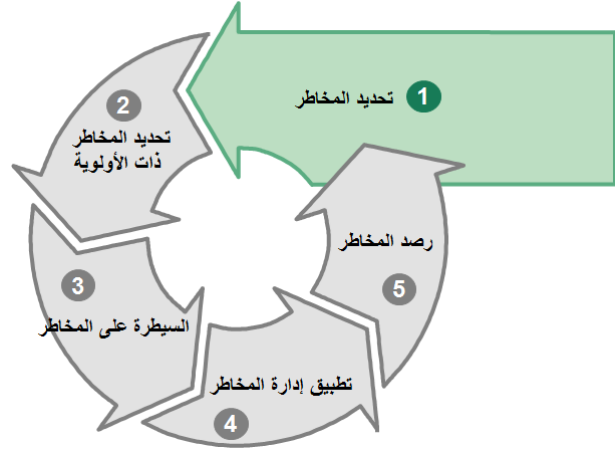 1 تحديد المخاطر
2
تحديد المخاطر
ذات الأولوية
3
السيطرة على المخاطر
تطبيق إدارة المخاطر
4
رصد المخاطر
5